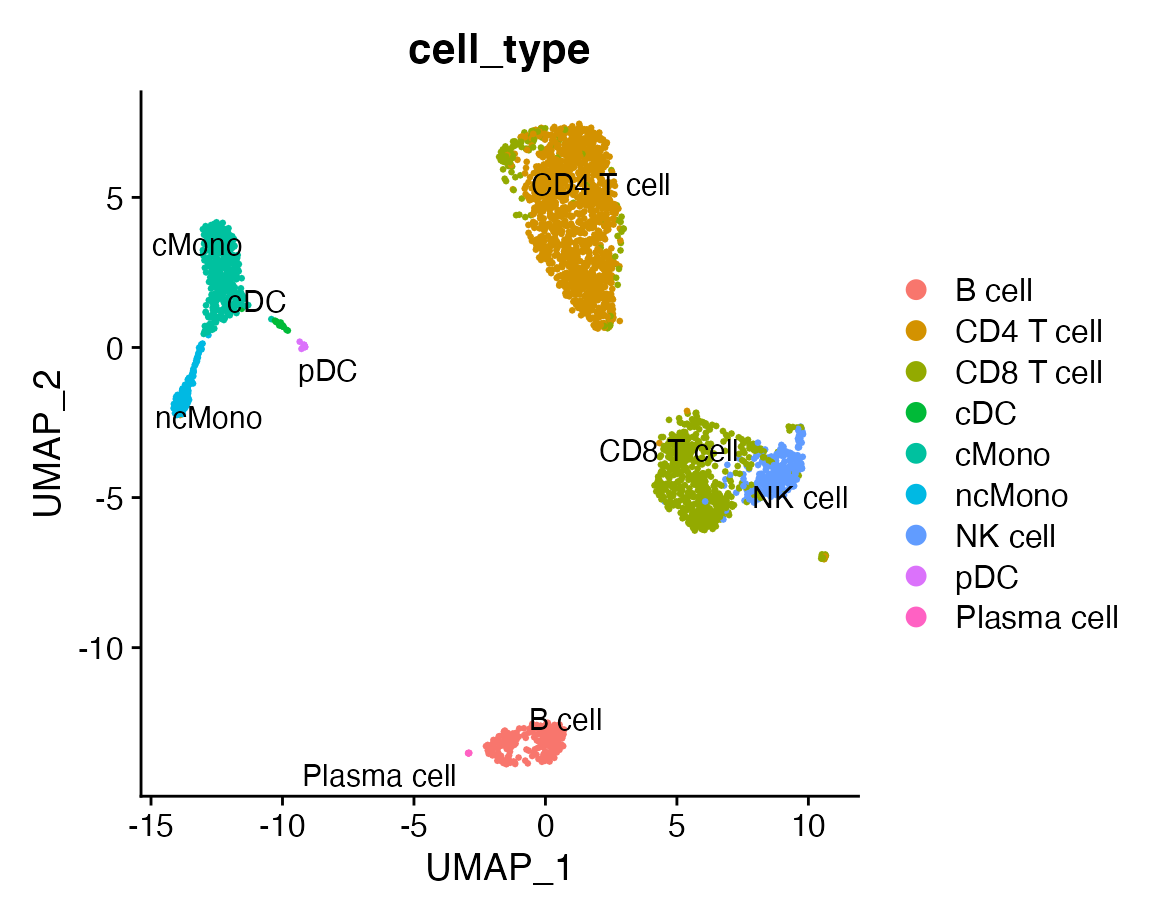 cell_type
UMAP_2
5
0
-5
-10
-15
-10
-5
0
5
10
UMAP_1
CD4 T cell
cMono
cDC
pDC
ncMono
CD8 T cell
NK cell
B cell
Plasma cell
B cell
CD4 T cell
CD8 T cell
cDC
cMono
ncMono
NK cell
pDC
Plasma cell